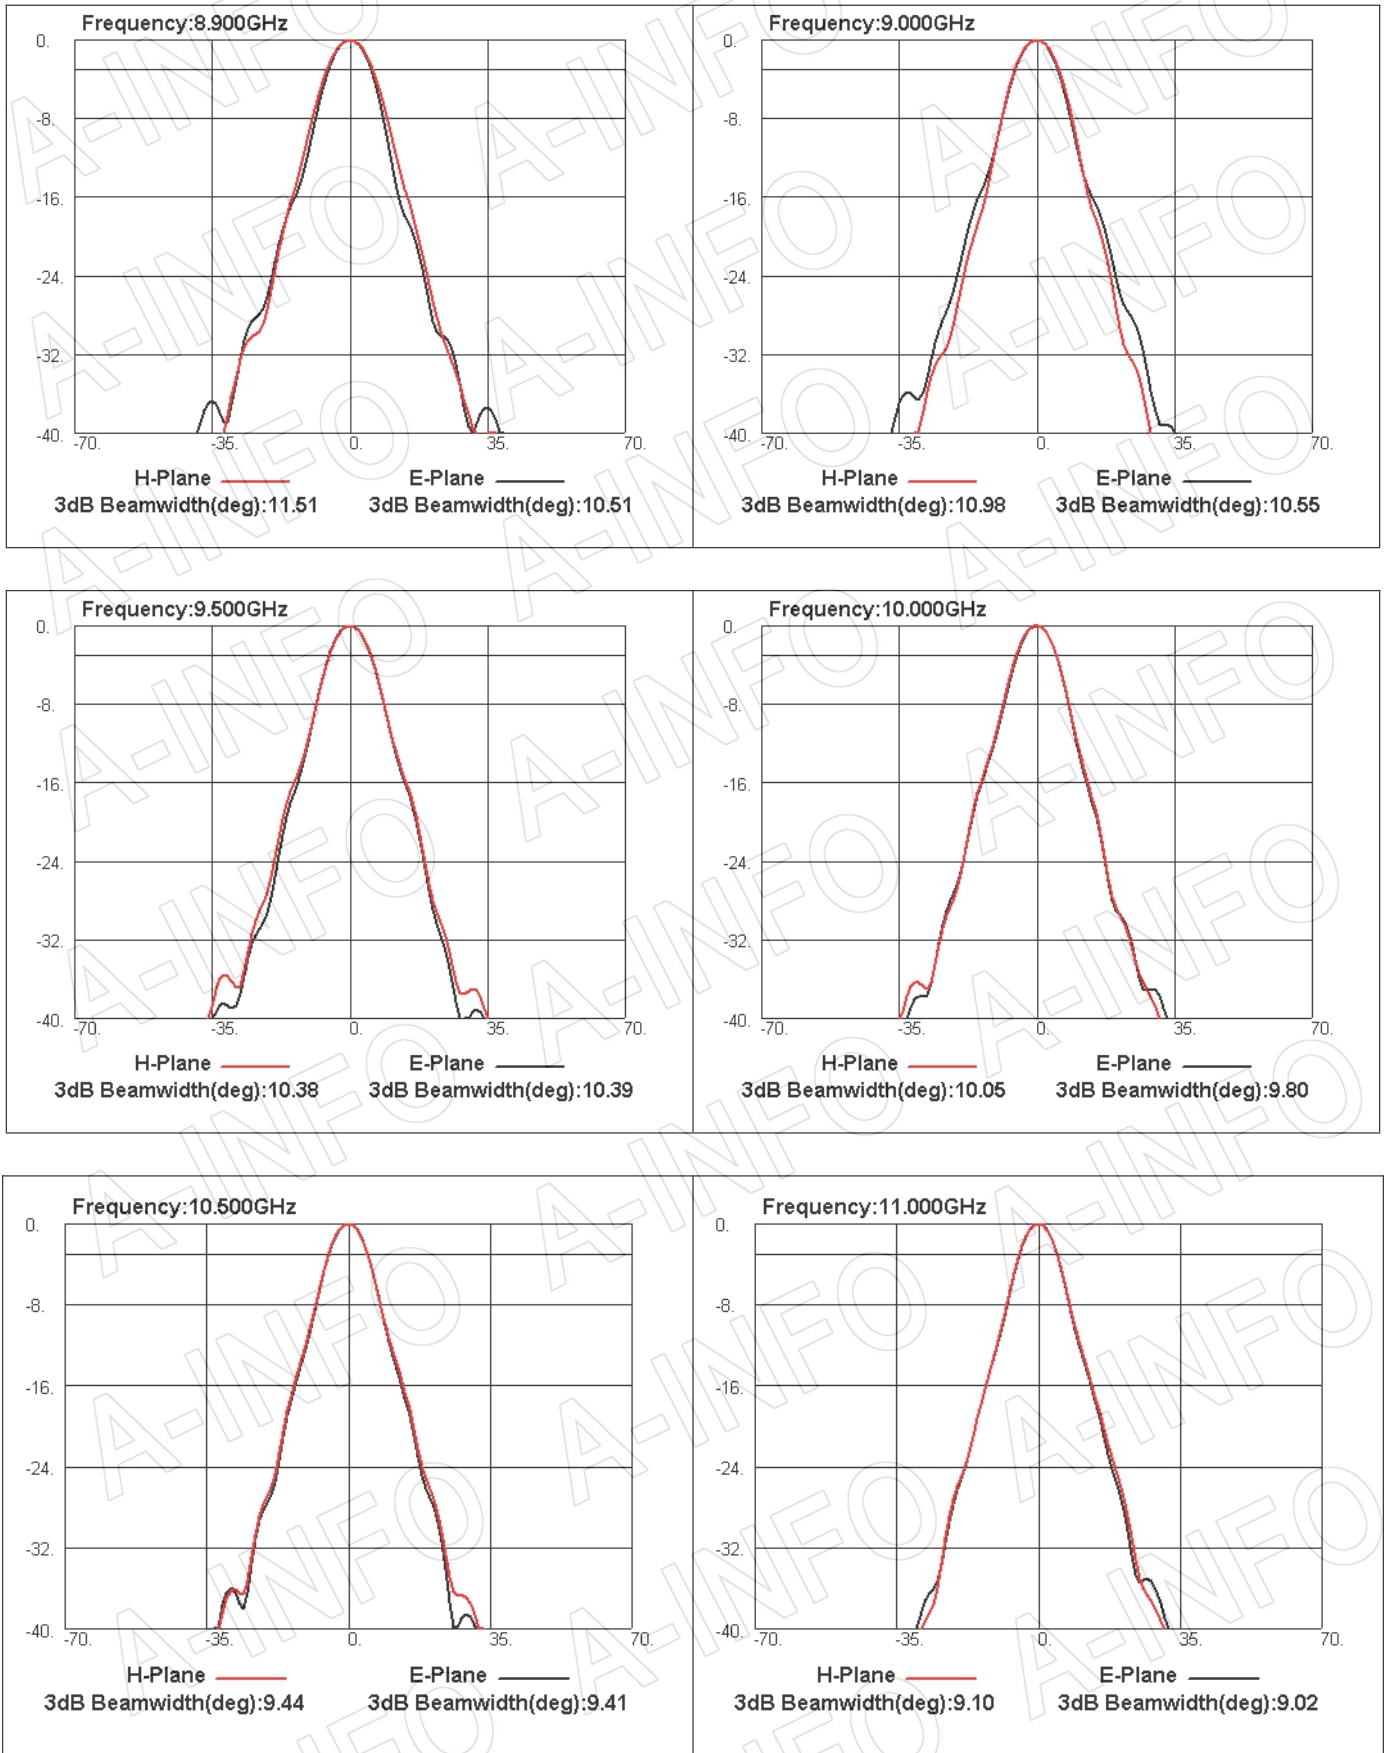 Frequency:8.900GHz
0.
-8.
-16.
-24.
-32.
-40.
-70. -35. 0. 35. 70.
H-Plane E-Plane
3dB Beamwidth(deg):11.51 3dB Beamwidth(deg):10.51
Frequency:9.000GHz
0.
-8.
-16.
-24.
-32.
-40.
-70. -35. 0. 35. 70.
H-Plane E-Plane
3dB Beamwidth(deg):10.98 3dB Beamwidth(deg):10.55
Frequency:9.500GHz
0.
-8.
-16.
-24.
-32.
-40.
-70. -35. 0. 35. 70.
H-Plane E-Plane
3dB Beamwidth(deg):10.38 3dB Beamwidth(deg):10.39
Frequency:10.000GHz
0.
-8.
-16.
-24.
-32.
-40.
-70. -35. 0. 35. 70.
H-Plane E-Plane
3dB Beamwidth(deg):10.05 3dB Beamwidth(deg):9.80
Frequency:10.500GHz
0.
-8.
-16.
-24.
-32.
-40.
-70. -35. 0. 35. 70.
H-Plane E-Plane
3dB Beamwidth(deg):9.44 3dB Beamwidth(deg):9.41
Frequency:11.000GHz
0.
-8.
-16.
-24.
-32.
-40.
-70. -35. 0. 35. 70.
H-Plane E-Plane
3dB Beamwidth(deg):9.10 3dB Beamwidth(deg):9.02
A-INFO